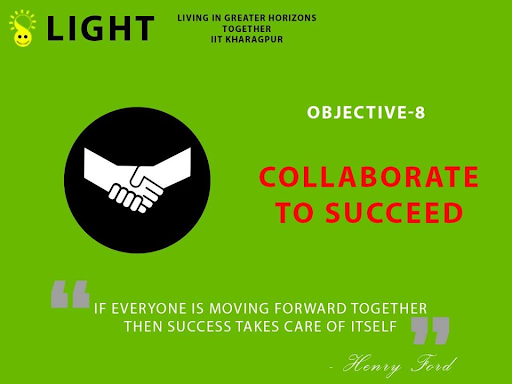 LIGHT
LIVING IN GREATER HORIZONS
TOGETHER
IIT KHARAGPUR
OBJECTIVE-8
COLLABORATE
TO SUCCEED
“ IF EVERYONE IS MOVING FORWARD TOGETHER
THEN SUCCESS TAKES CARE OF ITSELF ”
- Henry Ford